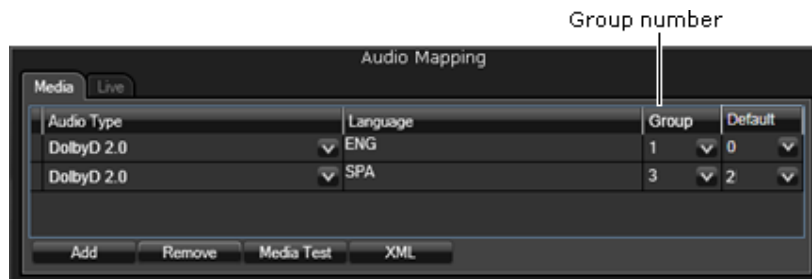 Group number
Audio Mapping
Media Live
Audio Type Language Group Default
DolbyD 2.0 ENG 1 0
DolbyD 2.0 SPA 3 2
Add Remove Media Test XML